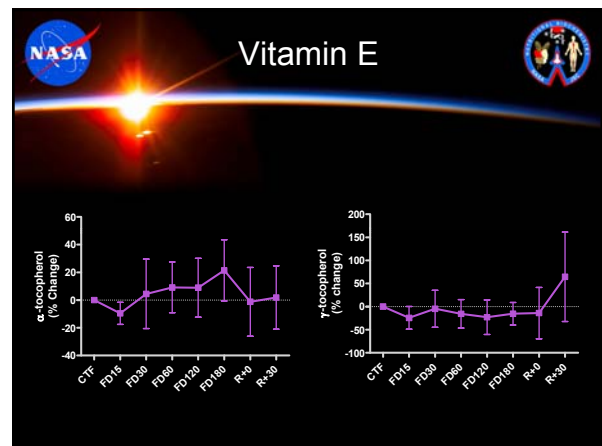 NASA
Vitamin E
α-tocopherol
(% Change)
60
40
20
0
-20
-40
CTF
FD15
FD30
FD60
FD120
FD180
R+0
R+30
γ-tocopherol
(% change)
200
150
100
50
0
-50
-100
CTF
FD15
FD30
FD60
FD120
FD180
R+0
R+30